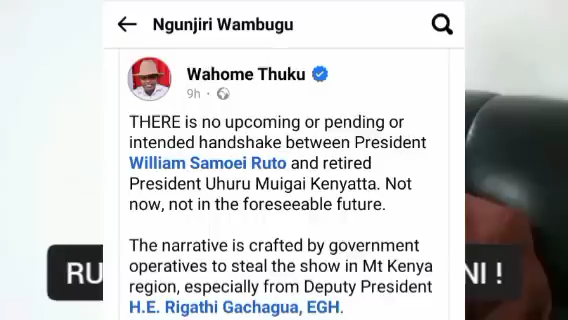 Ngunjiri Wambugu
Wahome Thuku
9h
THERE is no upcoming or pending or
intended handshake between President
William Samoei Ruto and retired
President Uhuru Muigai Kenyatta. Not
now, not in the foreseeable future.
The narrative is crafted by government
operatives to steal the show in Mt Kenya
region, especially from Deputy President
H.E. Rigathi Gachagua, EGH.
RU
NI !